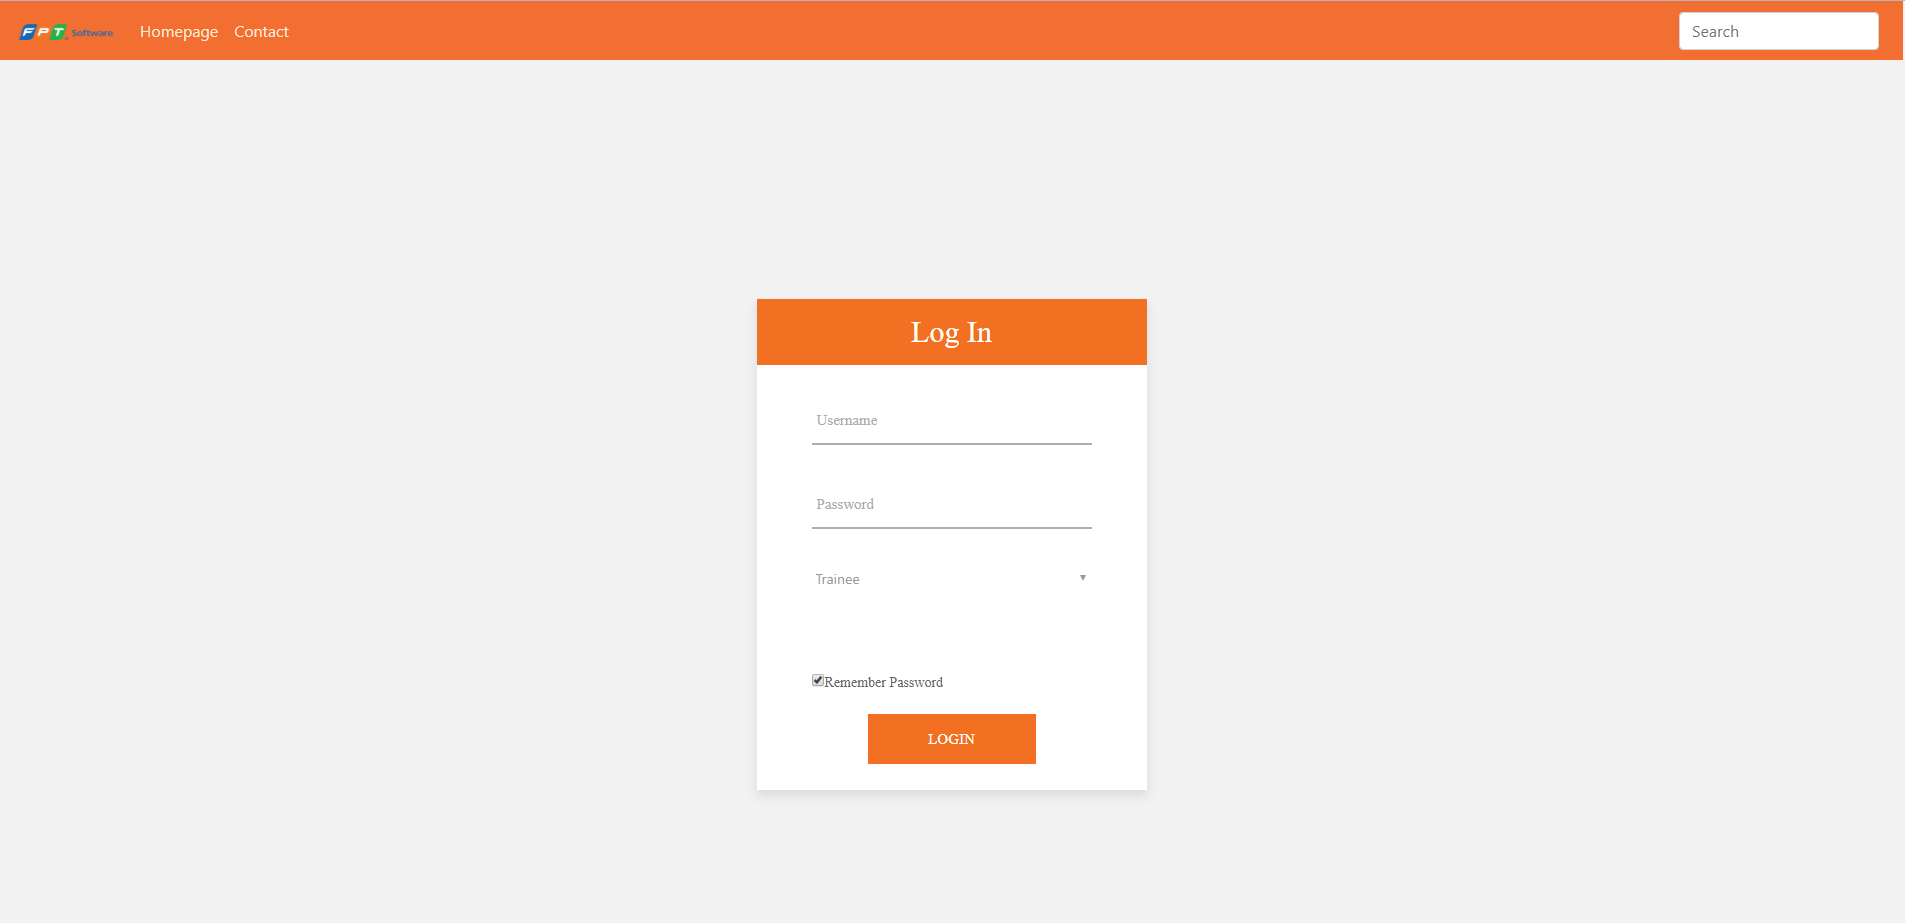 FPT Software
Homepage
Contact
Search
Log In
Username
Password
Trainee
Remember Password
LOGIN